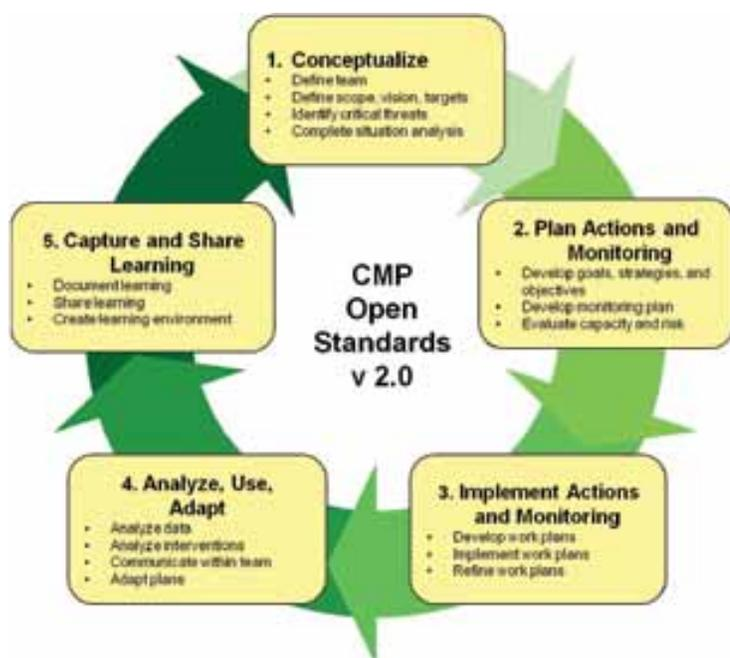 1. Conceptualize
• Define team
• Define scope, vision, targets
• Identify critical threats
• Complete situation analysis
2. Plan Actions and
Monitoring
• Develop goals, strategies, and
objectives
• Develop monitoring plan
• Evaluate capacity and risk
3. Implement Actions
and Monitoring
• Develop work plans
• Implement work plans
• Refine work plans
4. Analyze, Use,
Adapt
• Analyze data
• Analyze interventions
• Communicate within team
• Adapt plans
5. Capture and Share
Learning
• Document learning
• Share learning
• Create learning environment
CMP
Open
Standards
v 2.0